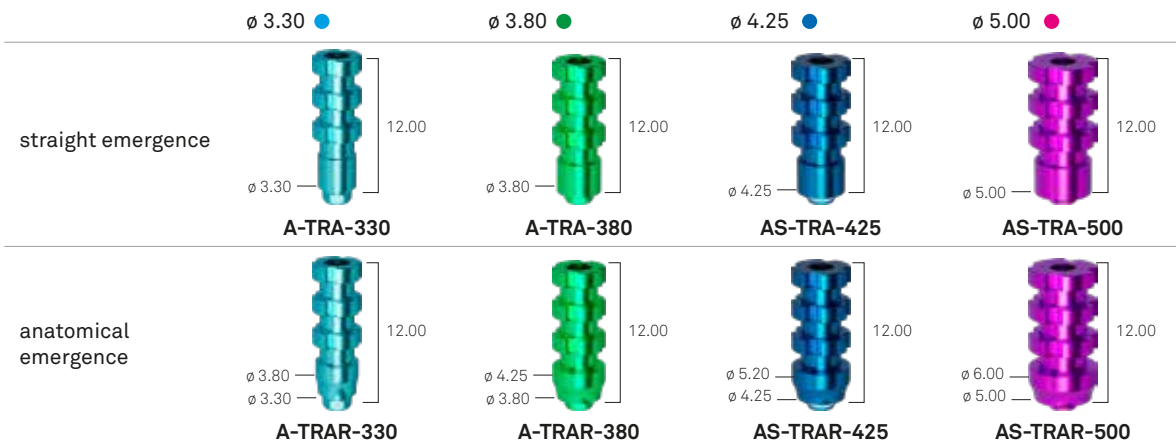 ø 3.30 ø 3.80 ø 4.25 ø 5.00
straight emergence
12.00 12.00 12.00 12.00
ø 3.30 ø 3.80 ø 4.25 ø 5.00
A-TRA-330 A-TRA-380 AS-TRA-425 AS-TRA-500
anatomical
emergence
12.00 12.00 12.00 12.00
ø 3.80 ø 4.25 ø 5.20 ø 6.00
ø 3.30 ø 3.80 ø 4.25 ø 5.00
A-TRAR-330 A-TRAR-380 AS-TRAR-425 AS-TRAR-500